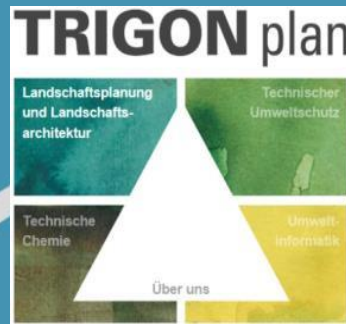 TRIGON plan
Landschaftsplanung
und Landschafts-
architektur
Technischer
Umweltschutz
Technische
Chemie
Umwelt-
informatik
Über uns